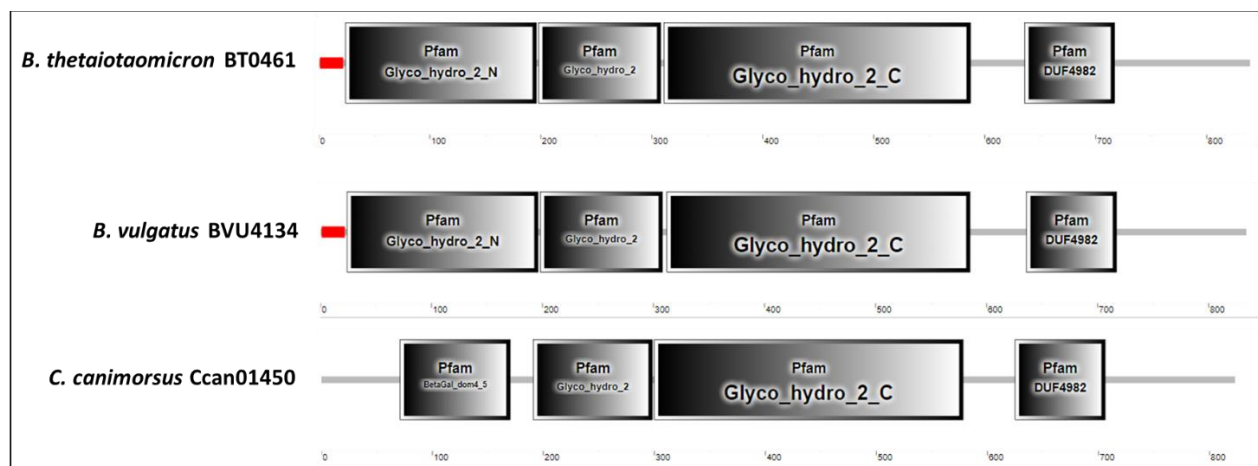 B. thetaiotaomicron BT0461
Pfam Pfam Pfam Pfam
Glyco_hydro_2_N Glyco_hydro_2 Glyco_hydro_2_C DUF4982
0 100 200 300 400 500 600 700 800
B. vulgatus BVU4134
Pfam Pfam Pfam Pfam
Glyco_hydro_2_N Glyco_hydro_2 Glyco_hydro_2_C DUF4982
0 100 200 300 400 500 600 700 800
C. canimorsus Ccan01450
Pfam Pfam Pfam Pfam
BetaGal_dom4_5 Glyco_hydro_2 Glyco_hydro_2_C DUF4982
0 100 200 300 400 500 600 700 800